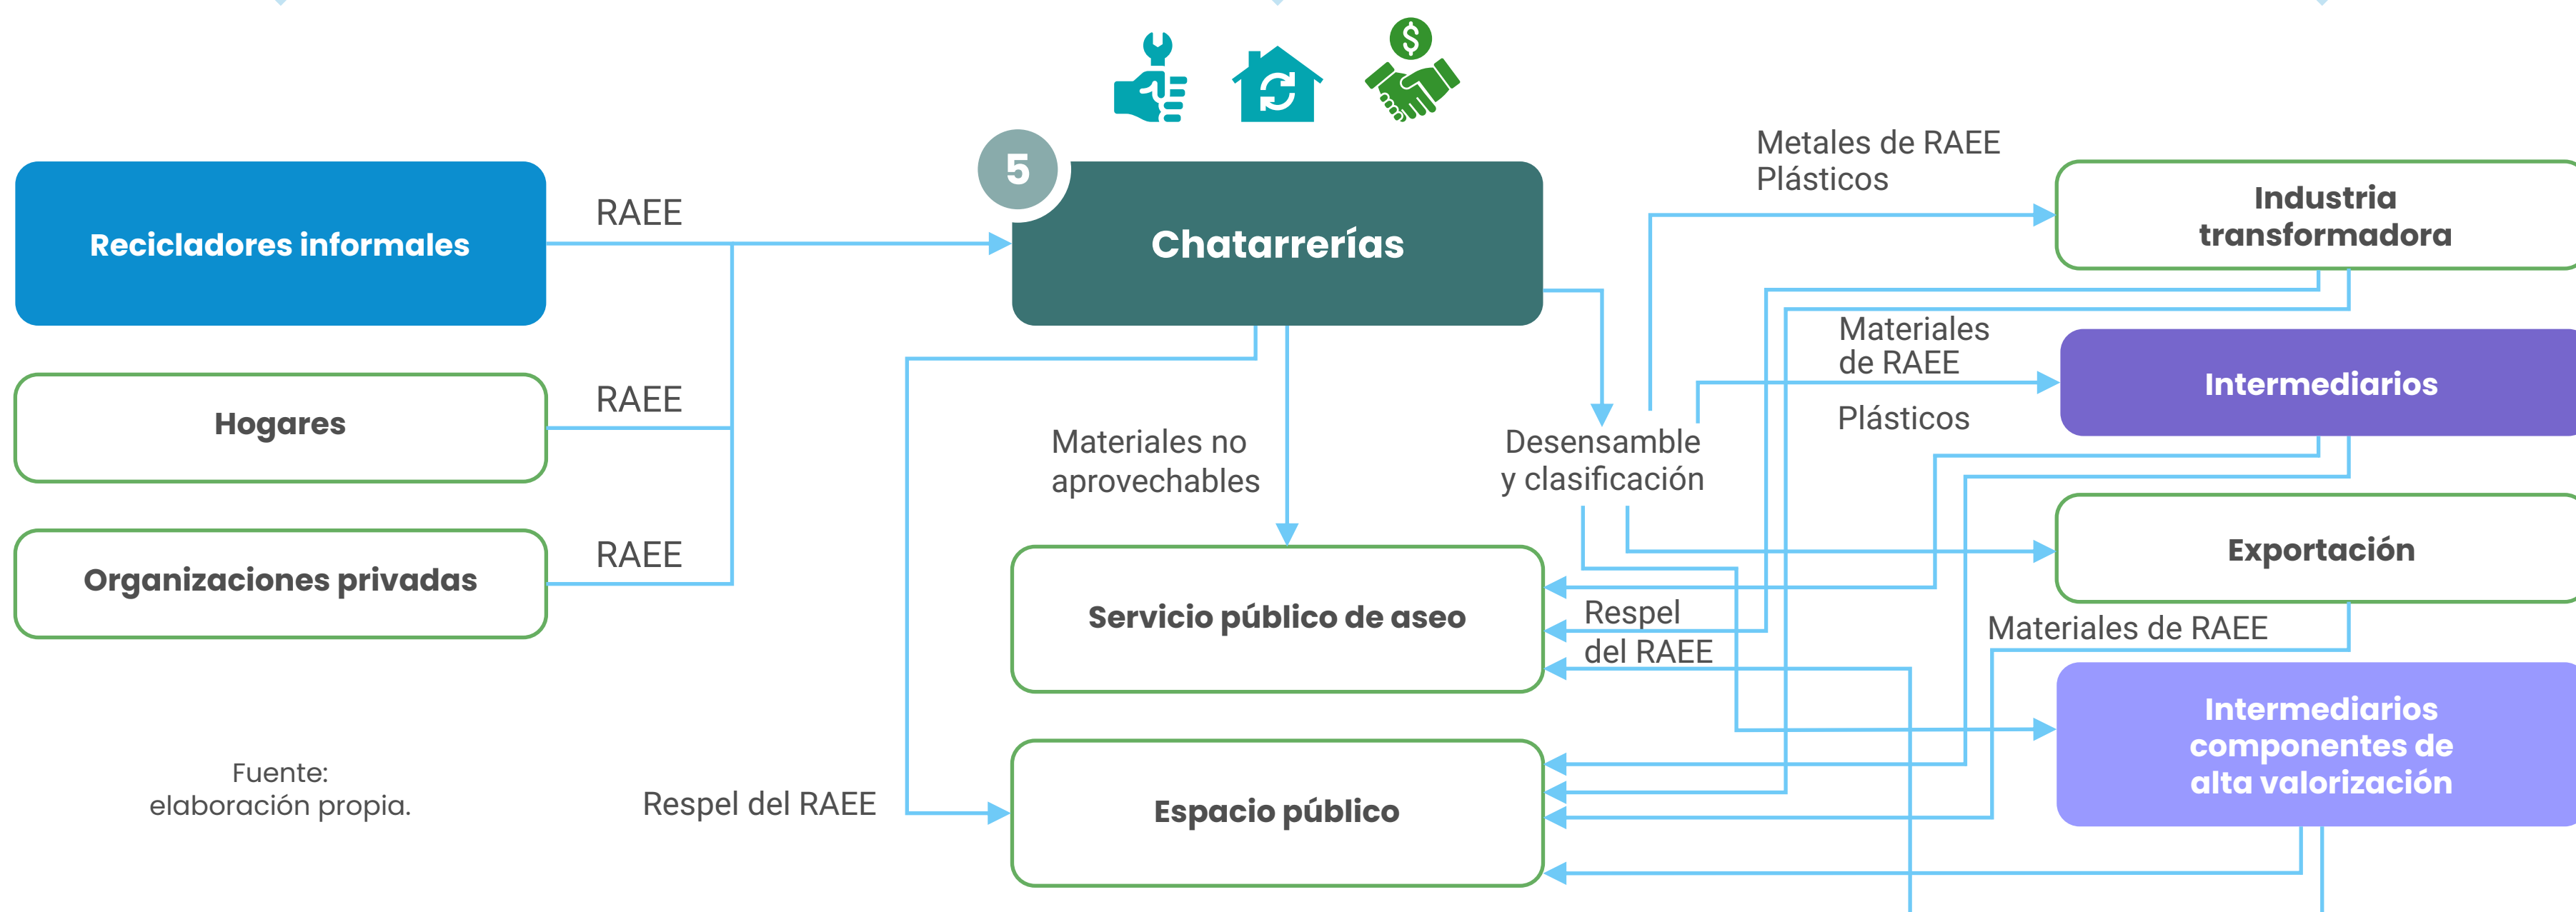 $
5
Recicladores informales
RAEE
Chatarrerías
Metales de RAEE
Plásticos
Industria
transformadora
Hogares
RAEE
Organizaciones privadas
RAEE
Materiales no
aprovechables
Desensamble
y clasificación
Materiales
de RAEE
Plásticos
Intermediarios
Exportación
Servicio público de aseo
Respel
del RAEE
Materiales de RAEE
Intermediarios
componentes de
alta valorización
Espacio público
Respel del RAEE
Fuente:
elaboración propia.